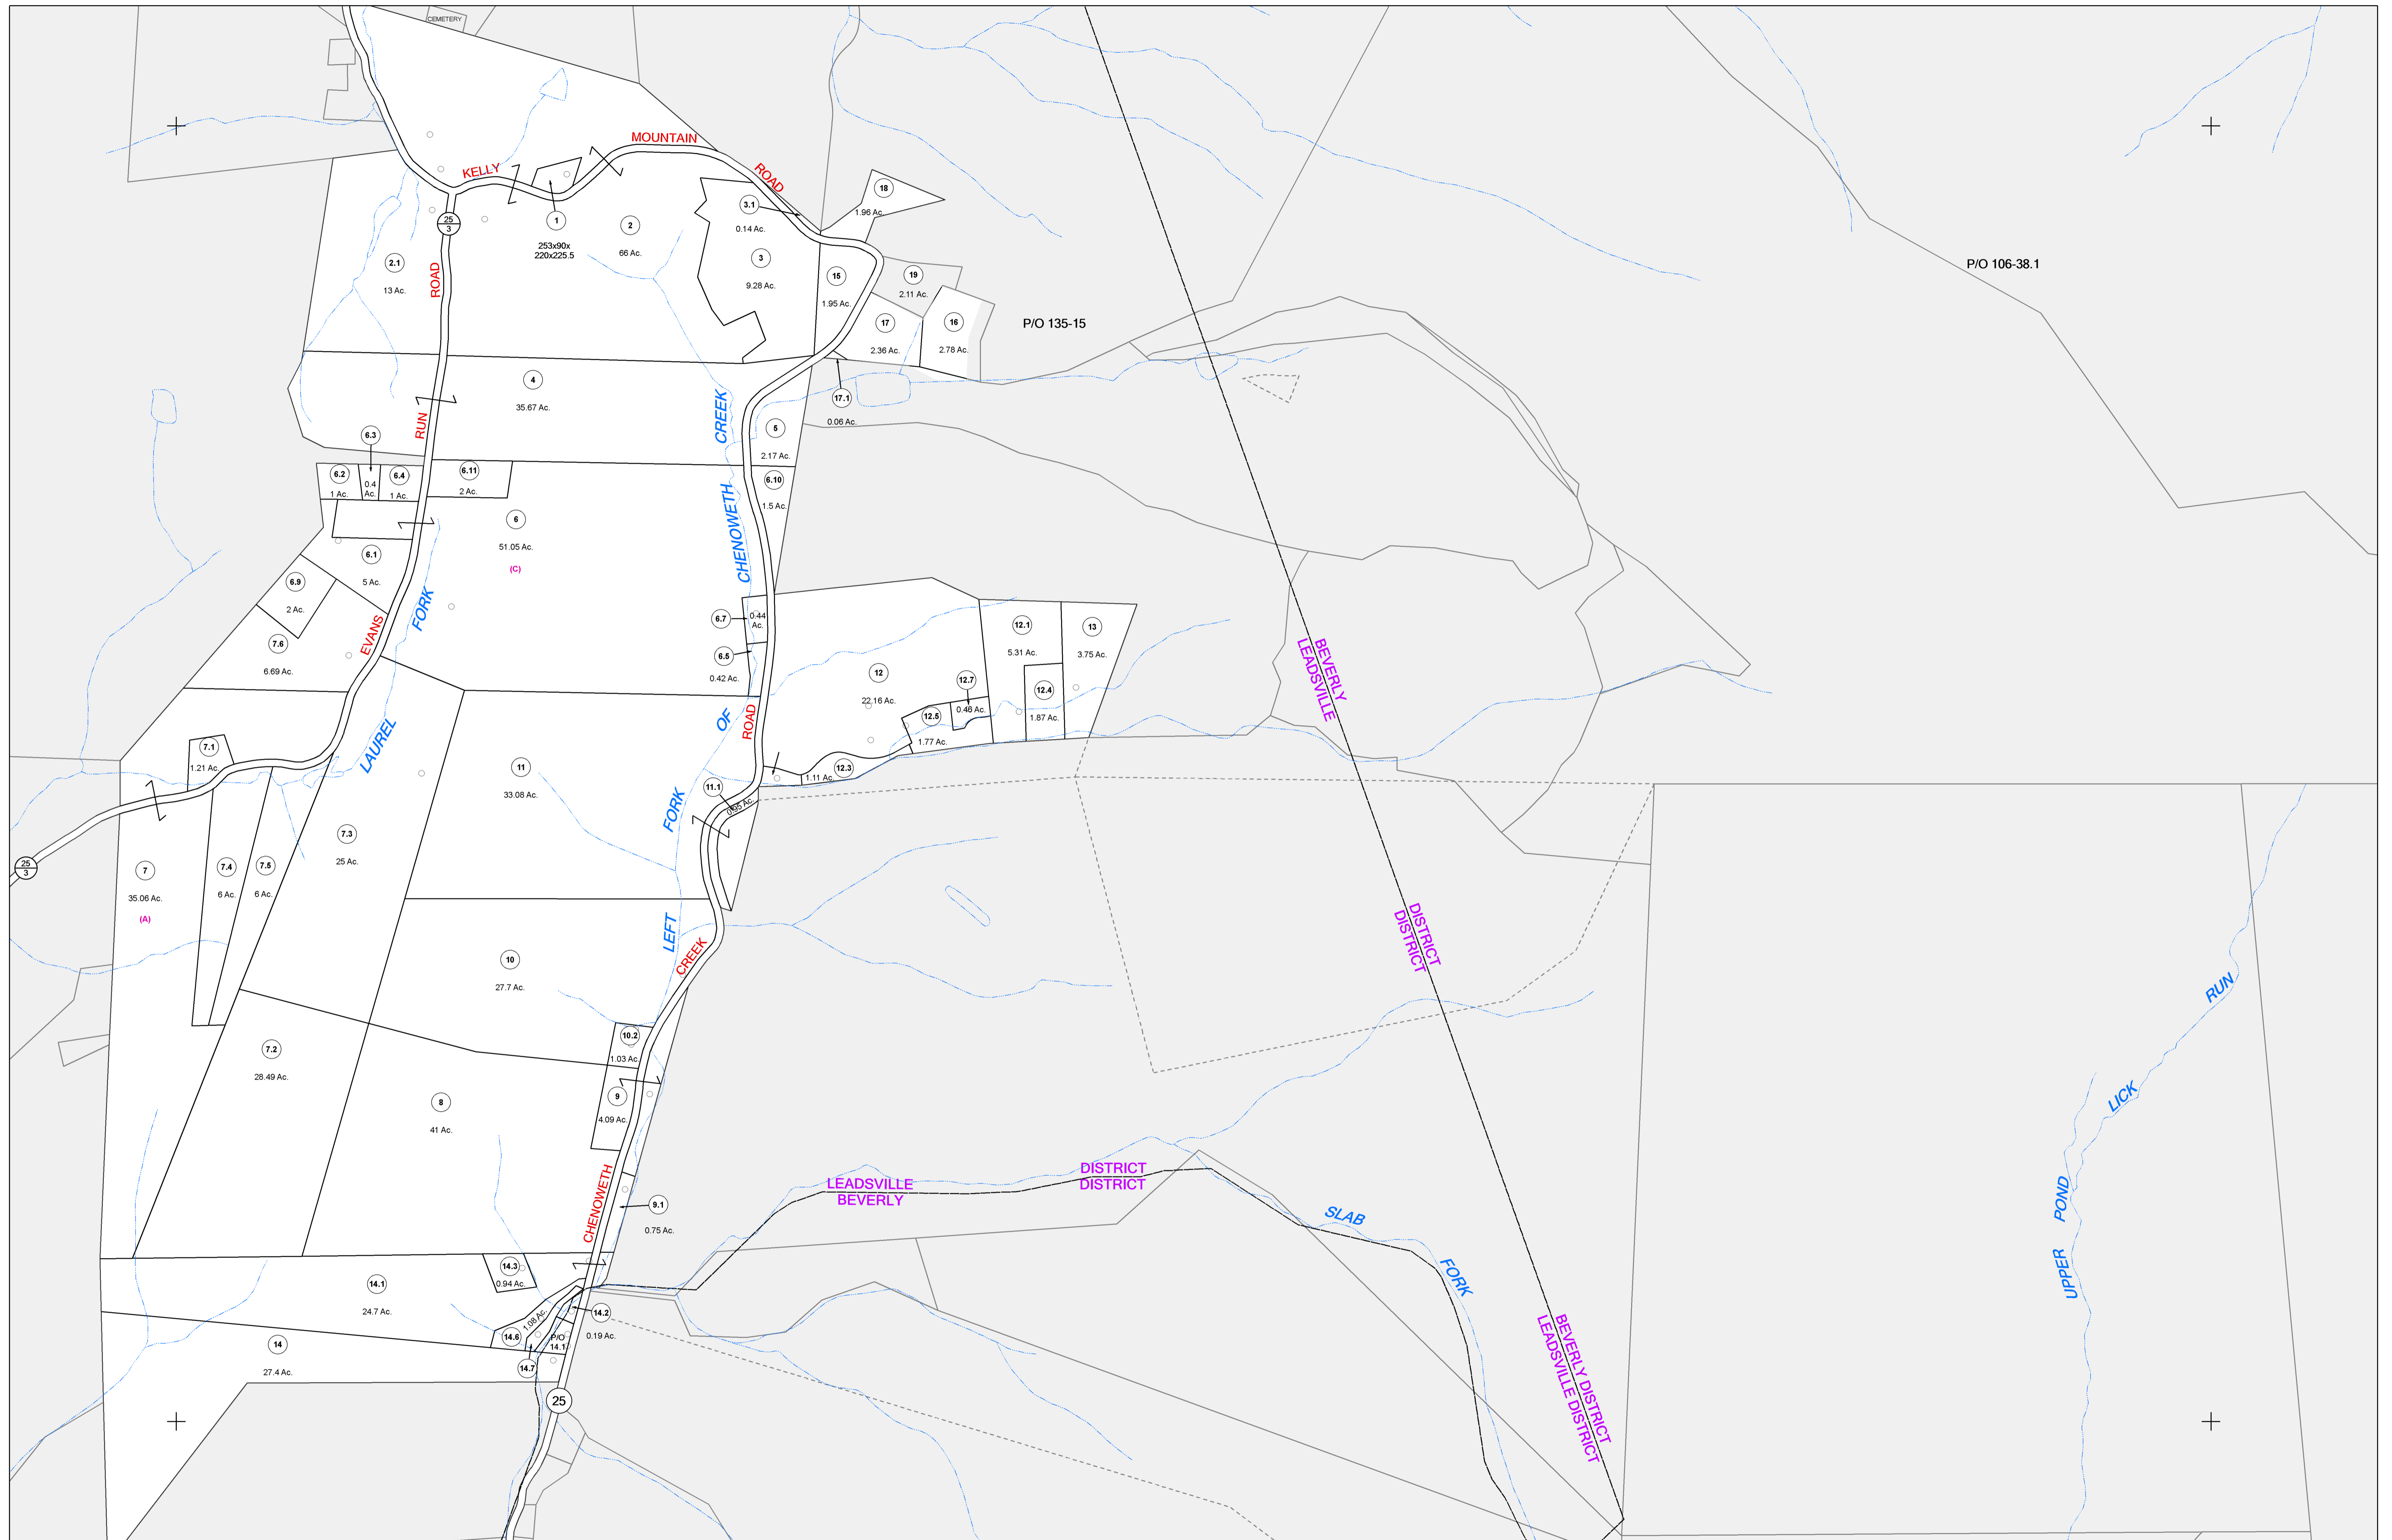 CEMETERY
KELLY
MOUNTAIN
ROAD
25
3
1
253x90x
220x225.5
2
66 Ac.
2.1
13 Ac.
ROAD
3.1
0.14 Ac.
3
9.28 Ac.
18
1.96 Ac.
15
1.95 Ac.
19
2.11 Ac.
17
2.36 Ac.
16
2.78 Ac.
P/O 135-15
P/O 106-38.1
17.1
0.06 Ac.
4
35.67 Ac.
RUN
CREEK
5
2.17 Ac.
6.3
0.4
Ac.
6.2
1 Ac.
6.4
1 Ac.
6.11
2 Ac.
6.10
1.5 Ac.
6
51.05 Ac.
(C)
CHENOWETH
6.1
5 Ac.
6.9
2 Ac.
7.6
6.69 Ac.
EVANS
FORK
LAUREL
6.7
0.44
Ac.
6.5
0.42 Ac.
OF
ROAD
12
22.16 Ac.
12.1
5.31 Ac.
13
3.75 Ac.
12.7
0.46 Ac.
12.5
1.77 Ac.
12.4
1.87 Ac.
12.3
1.11 Ac.
BEVERLY
LEADSVILLE
7.1
1.21 Ac.
11
33.08 Ac.
11.1
0.95 Ac.
FORK
25
3
7
35.06 Ac.
(A)
7.4
6 Ac.
7.5
6 Ac.
7.3
25 Ac.
LEFT
CREEK
DISTRICT
DISTRICT
10
27.7 Ac.
10.2
1.03 Ac.
7.2
28.49 Ac.
8
41 Ac.
9
4.09 Ac.
CHENOWETH
9.1
0.75 Ac.
LEADSVILLE
BEVERLY
DISTRICT
DISTRICT
SLAB
FORK
RUN
LICK
POND
UPPER
14.3
0.94 Ac.
14.1
24.7 Ac.
14.2
0.19 Ac.
1.08 Ac.
14.6
P/O
14.1
14.7
14
27.4 Ac.
25
BEVERLY DISTRICT
LEADSVILLE DISTRICT